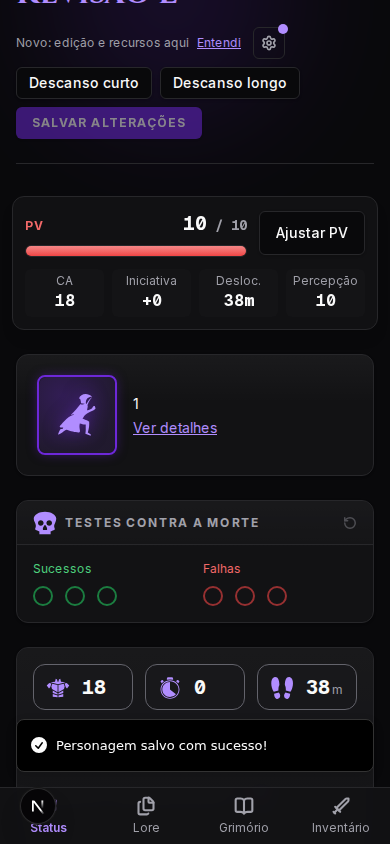 Novo: edição e recursos aqui Entendi
Descanso curto Descanso longo
SALVAR ALTERAÇÕES
PV 10 / 10 Ajustar PV
CA Iniciativa Desloc. Percepção
18 +0 38m 10
1
Ver detalhes
TESTES CONTRA A MORTE
Sucessos Falhas
18 0 38m
Personagem salvo com sucesso!
N
Status Lore Grimório Inventário